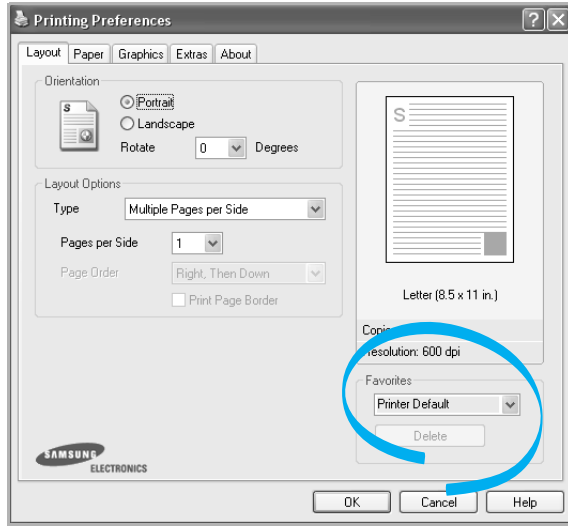 Printing Preferences
Layout Paper Graphics Extras About
Orientation
S
Portrait
Landscape
Rotate 0 Degrees
Layout Options
Type Multiple Pages per Side
Pages per Side 1
Page Order Right, Then Down
Print Page Border
S
Letter (8.5 x 11 in.)
600 dpi
Favorites
Printer Default
Delete
SAMSUNG
ELECTRONICS
OK Cancel Help